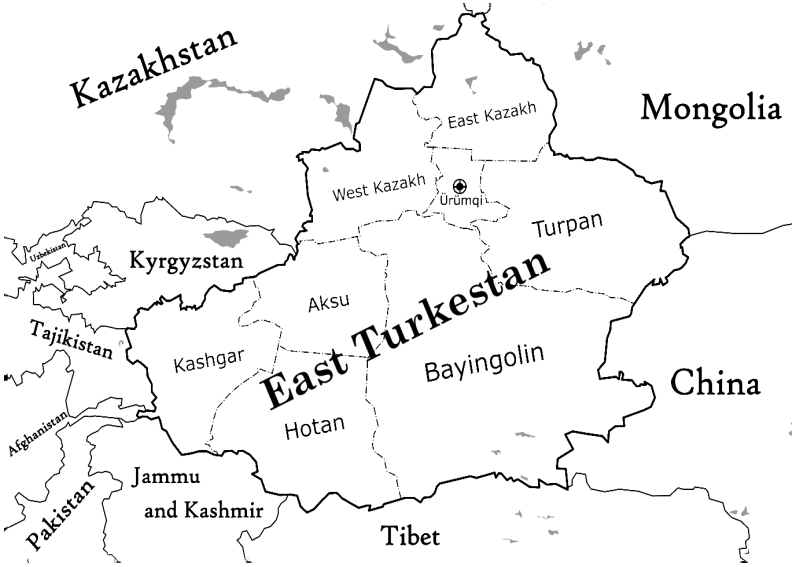 Kazakhstan
East Kazakh
Mongolia
West Kazakh
Ürümqi
Turpan
Uzbekistan
Kyrgyzstan
Aksu
East Turkestan
Tajikistan
Kashgar
Bayingolin
China
Hotan
Afghanistan
Jammu
and Kashmir
Pakistan
Tibet